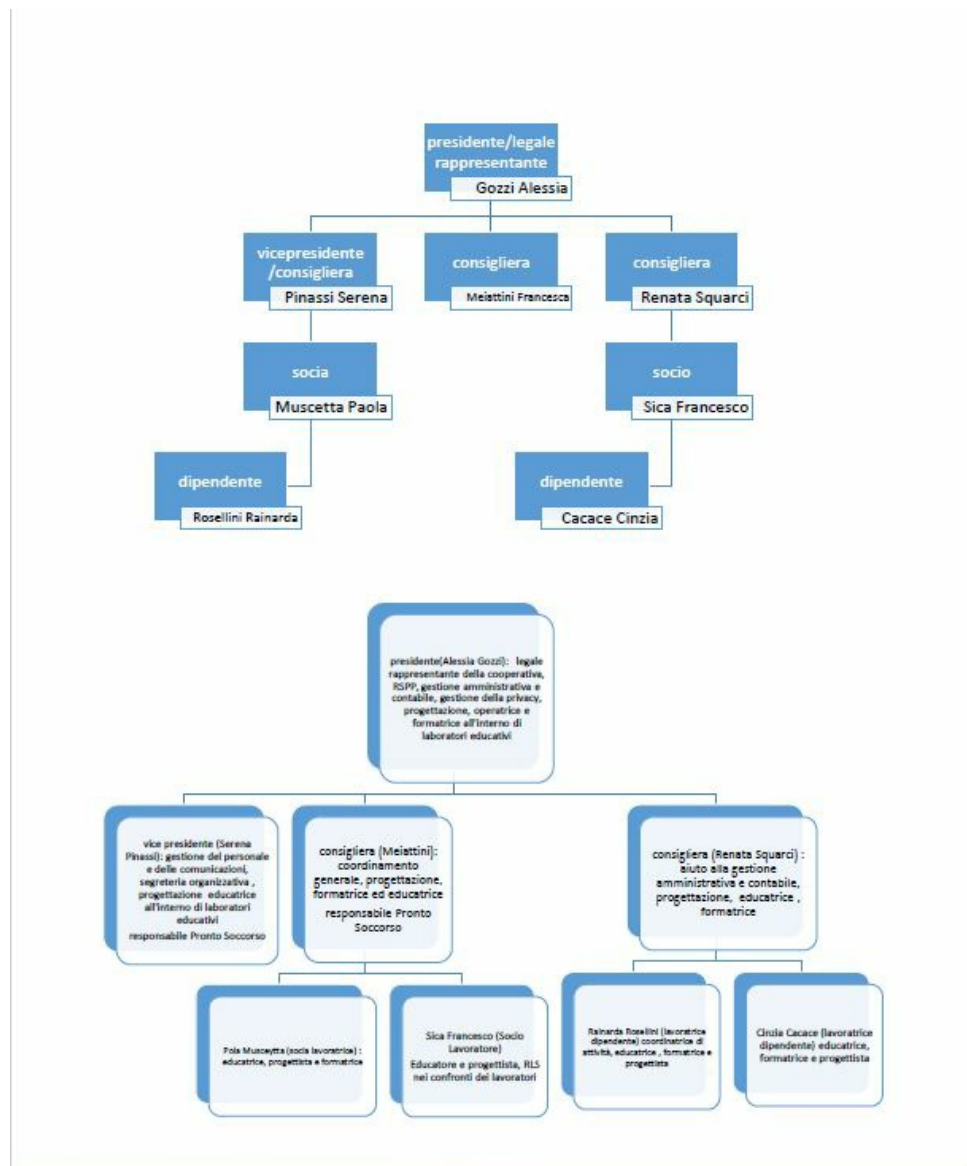 presidente/legale
rappresentante
Gozzi Alessia
vicepresidente
/consigliera
Pinassi Serena
consigliera
Meiattini Francesca
consigliera
Renata Squarci
socia
Muscetta Paola
socio
Sica Francesco
dipendente
Rosellini Rainarda
dipendente
Cacace Cinzia
presidente(Alessia Gozzi): legale
rappresentante della cooperativa,
RSPP, gestione amministrativa e
contabile, gestione della privacy,
progettazione, operatrice e
formatrice all'interno di
laboratori educativi
vice presidente (Serena
Pinassi): gestione del personale
e delle comunicazioni,
segreteria organizzativa ,
progettazione educatrice
all'interno di laboratori
educativi
responsabile Pronto Soccorso
consigliera (Meiattini):
coordinamento
generale, progettazione,
formatrice ed educatrice
responsabile Pronto
Soccorso
consigliera (Renata Squarci) :
aiuto alla gestione
amministrativa e contabile,
progettazione, educatrice ,
formatrice
Pola Musceytta (socia lavoratrice) :
educatrice, progettista e formatrice
Sica Francesco (Socio
Lavoratore)
Educatore e progettista, RLS
nei confronti dei lavoratori
Rainarda Rosellini (lavoratrice
dipendente) coordinatrice di
attività, educatrice , formatrice e
progettista
Cinzia Cacace (lavoratrice
dipendente) educatrice,
formatrice e progettista